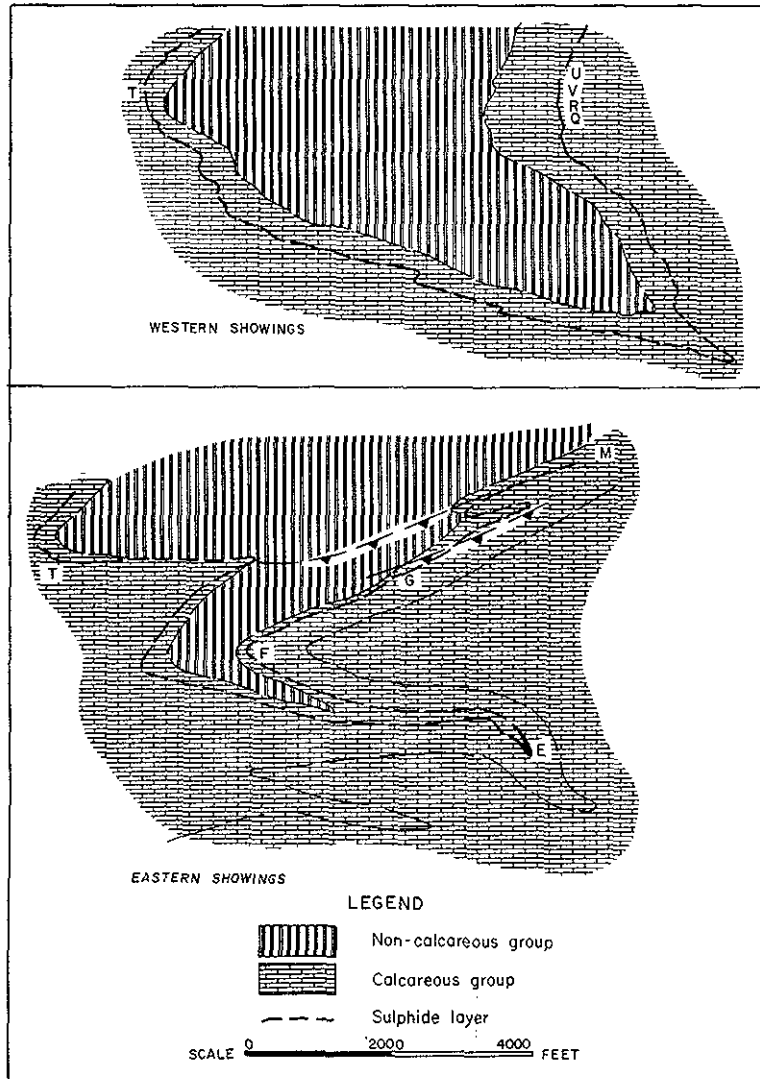 T
U
V
R
Q
WESTERN SHOWINGS
M
T
G
F
E
EASTERN SHOWINGS
LEGEND
Non-calcareous group
Calcareous group
Sulphide layer
SCALE 0 2000 4000 FEET